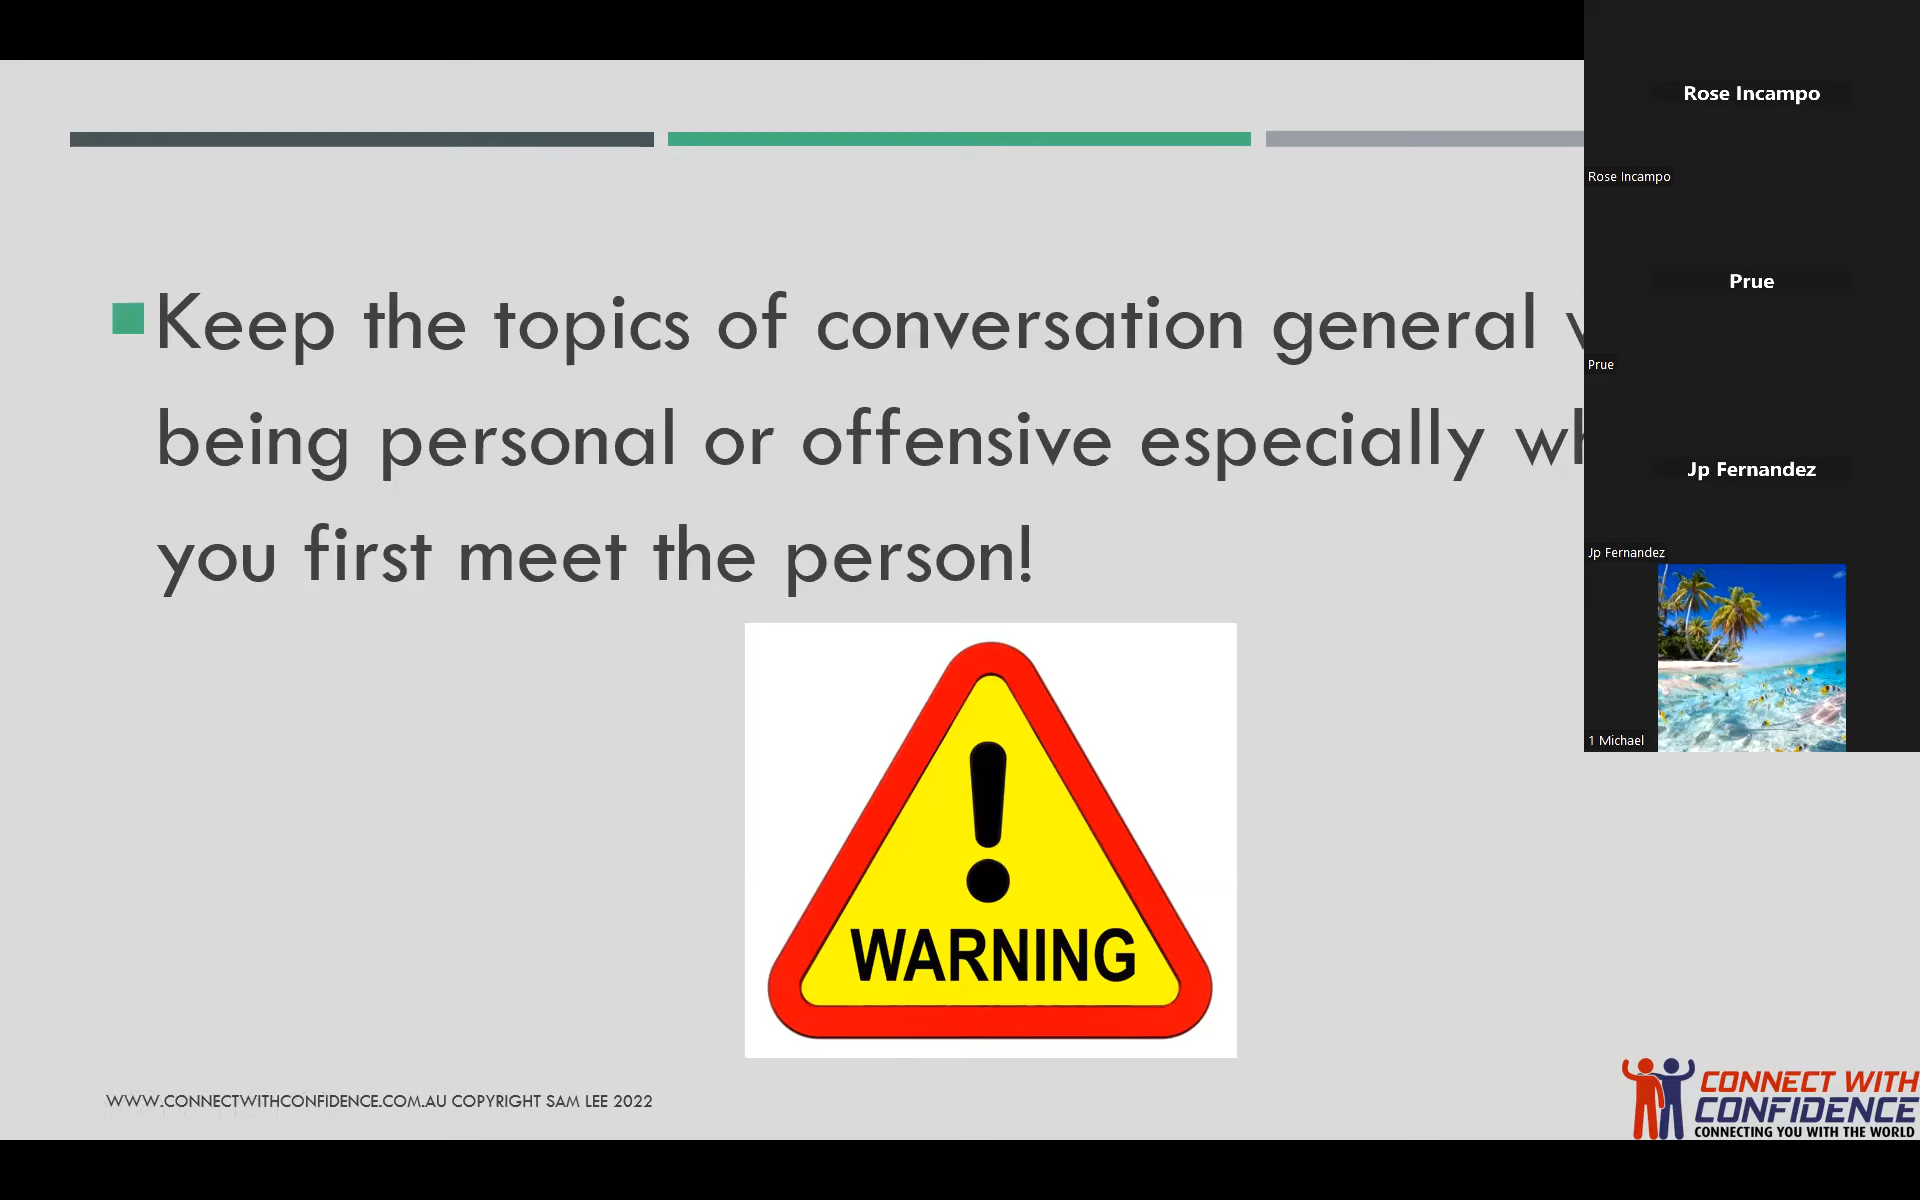 Keep the topics of conversation general
being personal or offensive especially
you first meet the person!
WARNING
WWW.CONNECTWITHCONFIDENCE.COM.AU COPYRIGHT SAM LEE 2022
CONNECT WITH
CONFIDENCE
CONNECTING YOU WITH THE WORLD
Rose Incampo
Rose Incampo
Prue
Prue
Jp Fernandez
Jp Fernandez
1 Michael